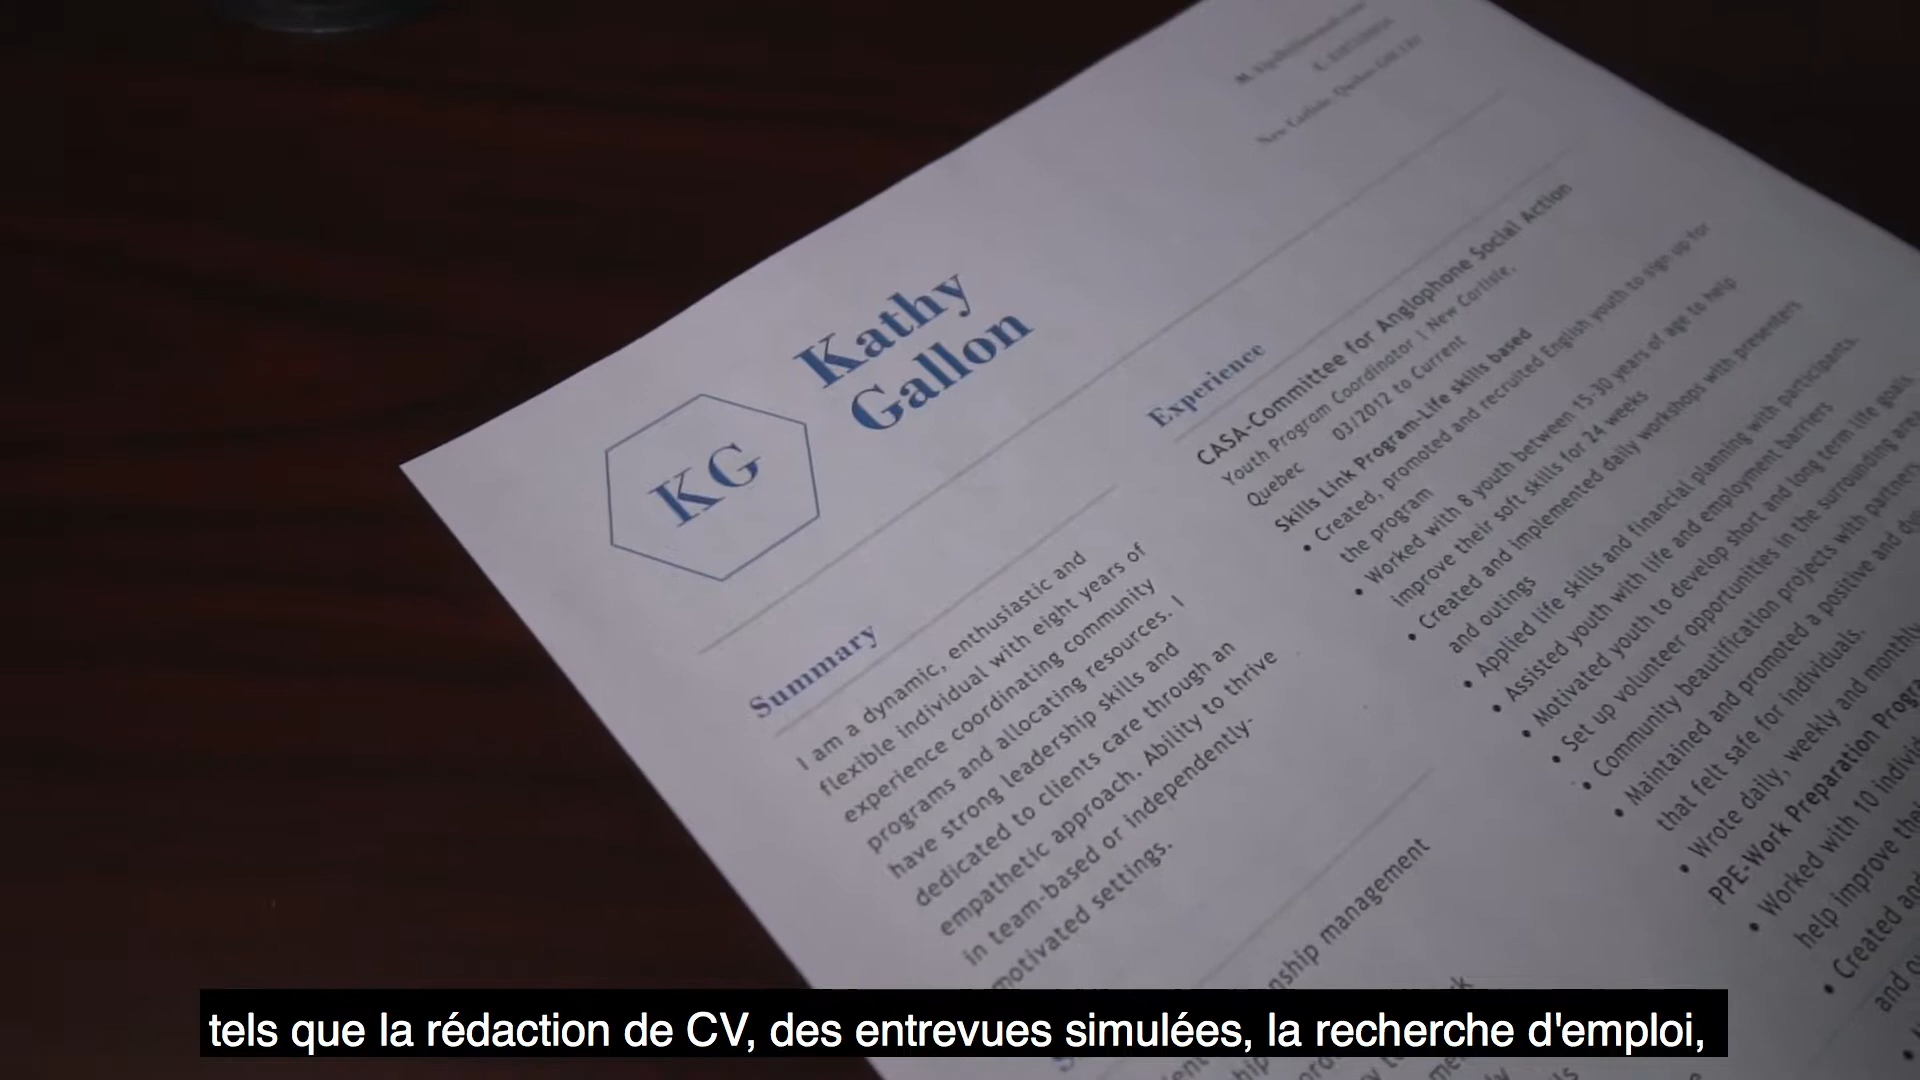 New Carlisle, Quebec
Kathy
Gallon
KG
Summary
I am a dynamic, enthusiastic and
flexible individual with eight years of
experience coordinating community
programs and allocating resources. I
have strong leadership skills and
dedicated to clients care through an
empathetic approach. Ability to thrive
in team-based or independently-
motivated settings.
nship management
Experience
CASA-Committee for Anglophone Social Action
Youth Program Coordinator | New Corlisle,
Quebec 03/2012 to Current
Skills Link Program-Life skills based
• Created, promoted and recruited English youth to sign up for
the program
• Worked with 8 youth between 15-30 years of age to help
improve their soft skills for 24 weeks
• Created and implemented daily workshops with presenters
and outings
• Applied life skills and financial planning with participants.
• Assisted youth with life and employment barriers
• Motivated youth to develop short and long term life goals.
• Set up volunteer opportunities in the surrounding area
• Community beautification projects with partners
• Maintained and promoted a positive and
that felt safe for individuals.
• Wrote daily, weekly and monthly
PPE-Work Preparation Progr
• Worked with 10 individ
help improve thei
• Created and
and
tels que la rédaction de CV, des entrevues simulées, la recherche d'emploi,